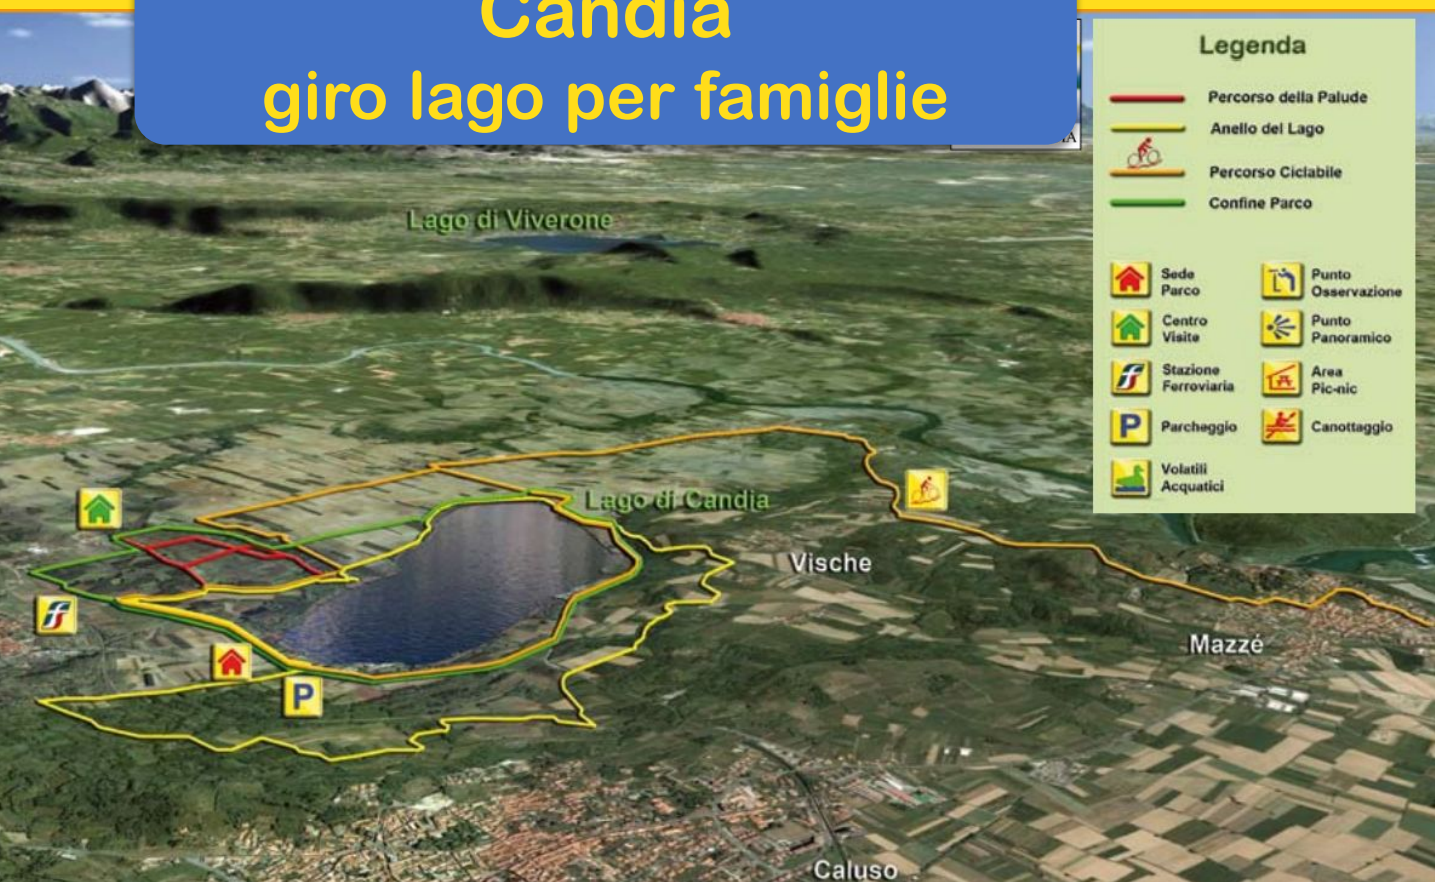 Candia
giro lago per famiglie
IA
Legenda
Percorso della Palude
Anello del Lago
Percorso Ciclabile
Confine Parco
Sede
Parco
Punto
Osservazione
Centro
Visite
Punto
Panoramico
Stazione
Ferroviaria
Area
Pic-nic
P
Parcheggio
Canottaggio
Volatili
Acquatici
Lago di Viverone
Lago di Candia
Vische
Mazzé
P
Caluso